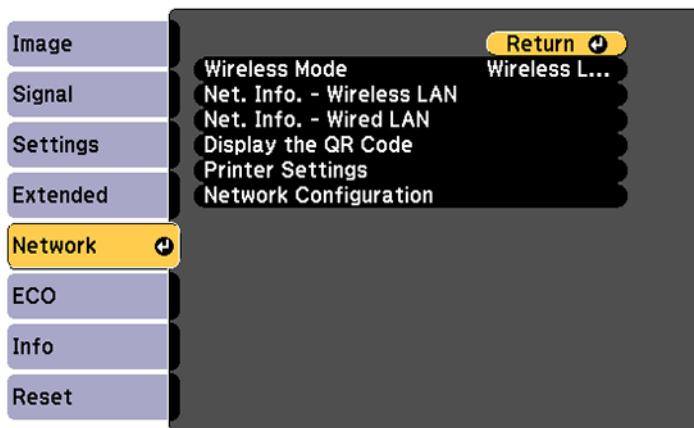 Image
Signal
Settings
Extended
Network
ECO
Info
Reset
Return
Wireless Mode Wireless L...
Net. Info. - Wireless LAN
Net. Info. - Wired LAN
Display the QR Code
Printer Settings
Network Configuration